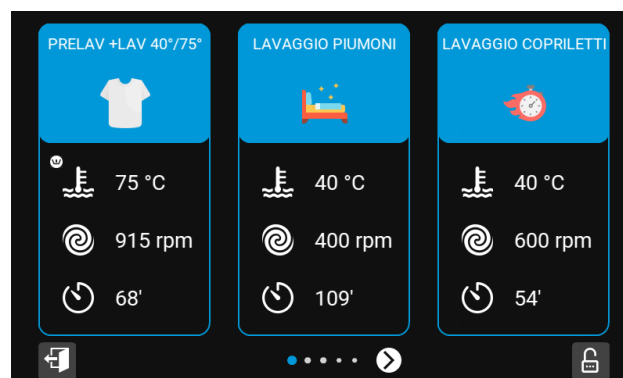 PRELAV +LAV 40°/75°
LAVAGGIO PIUMONI
LAVAGGIO COPRILETTI
75 °C
40 °C
40 °C
915 rpm
400 rpm
600 rpm
68'
109'
54'